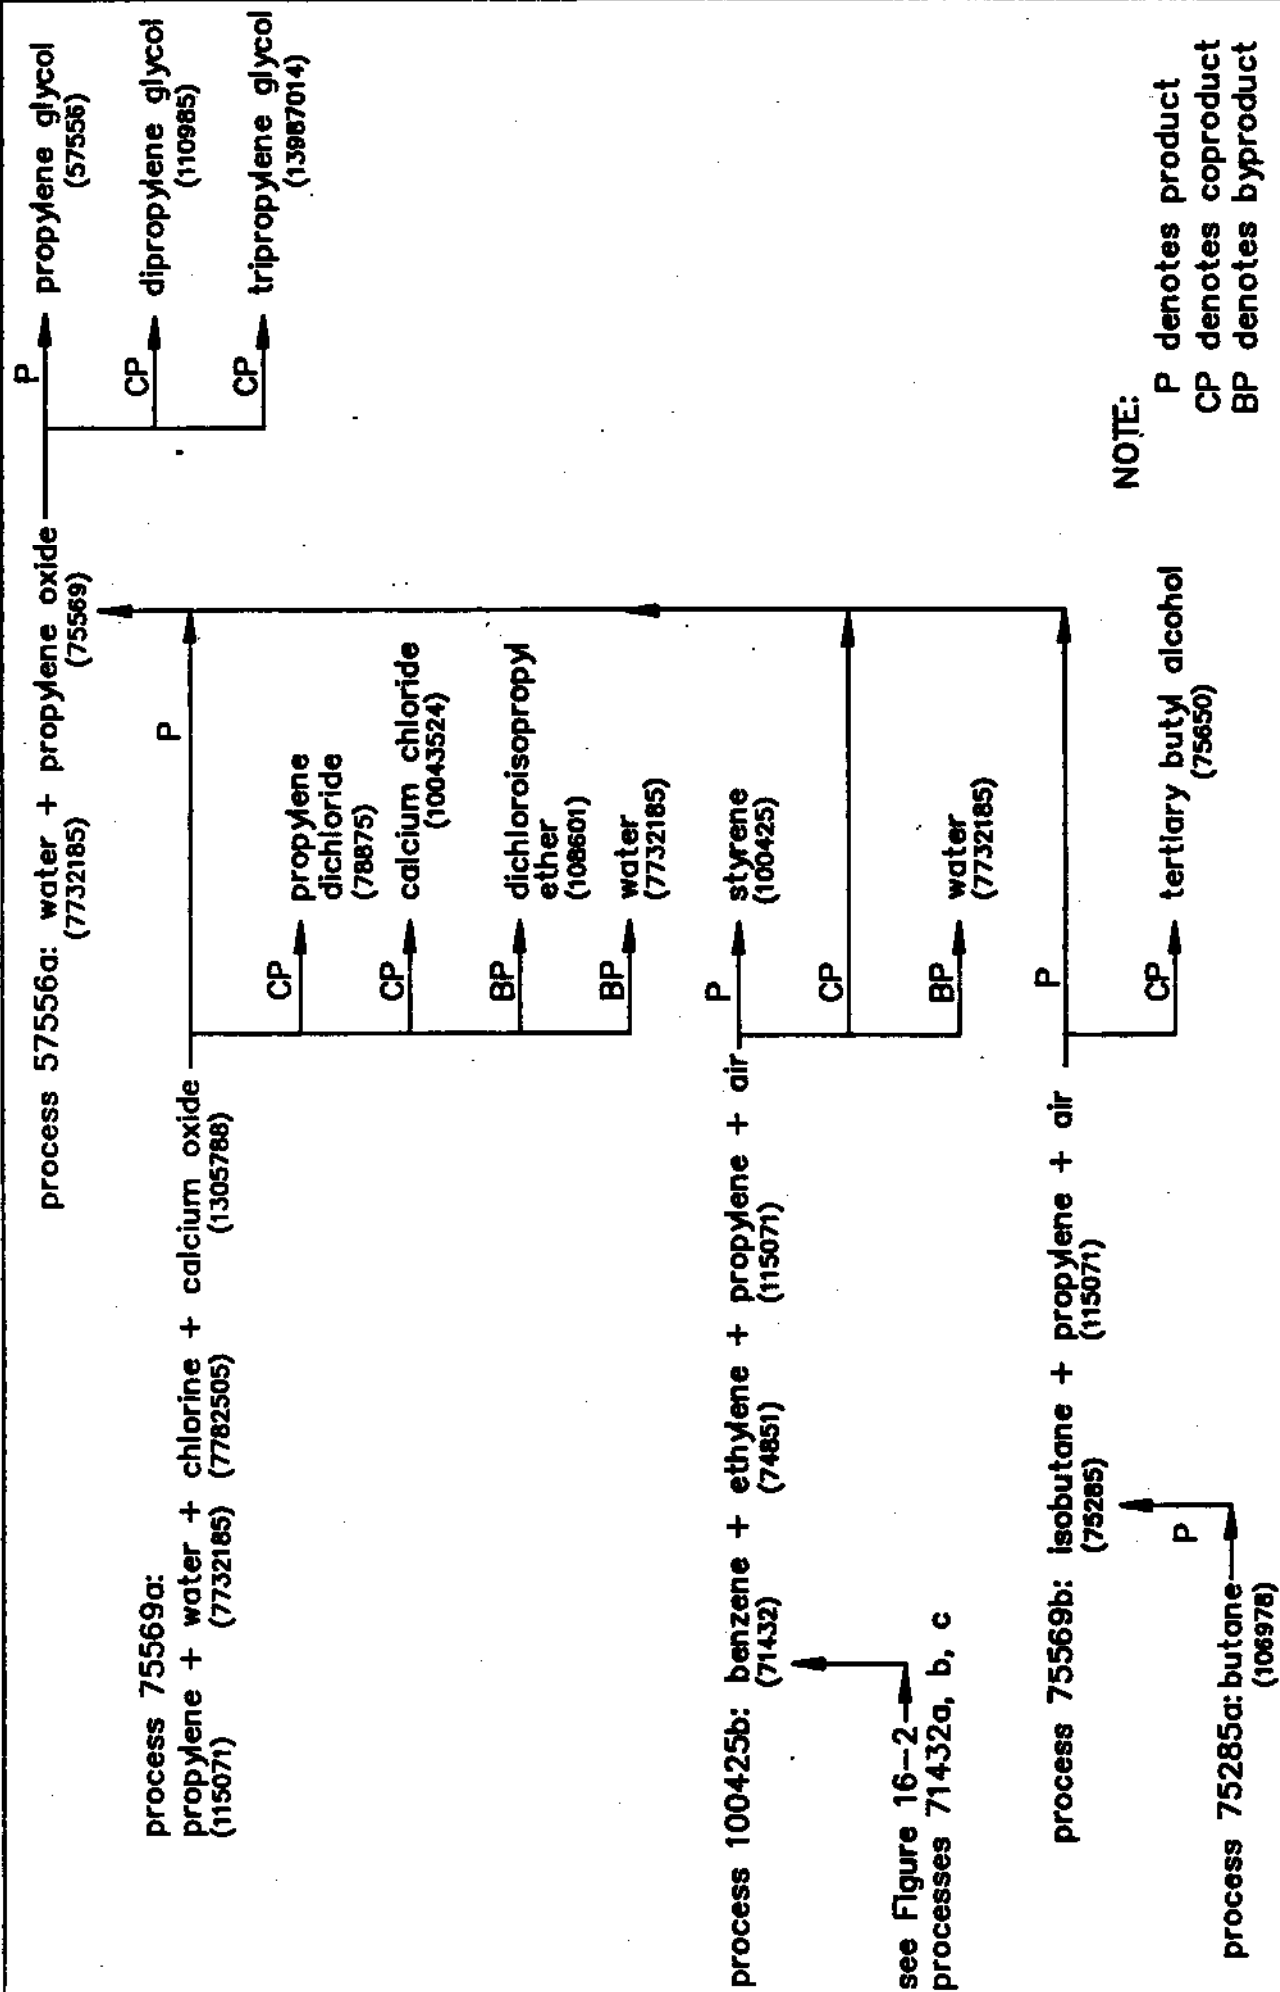 process 57556a: water + propylene oxide
(7732185) (75569)
P
propylene glycol
(57556)
CP
dipropylene glycol
(110985)
CP
tripropylene glycol
(13987014)
process 75569a:
propylene + water + chlorine + calcium oxide
(115071) (7732185) (7782505) (1305788)
P
CP
propylene
dichloride
(78875)
CP
calcium chloride
(10043524)
BP
dichloroisopropyl
ether
(108601)
BP
water
(7732185)
process 100425b: benzene + ethylene + propylene + air
(71432) (74851) (115071)
P
styrene
(100425)
CP
BP
water
(7732185)
see Figure 16-2
processes 71432a, b, c
process 75569b: isobutane + propylene + air
(75285) (115071)
P
CP
tertiary butyl alcohol
(75650)
P
process 75285a: butane
(106978)
NOTE:
P denotes product
CP denotes coproduct
BP denotes byproduct